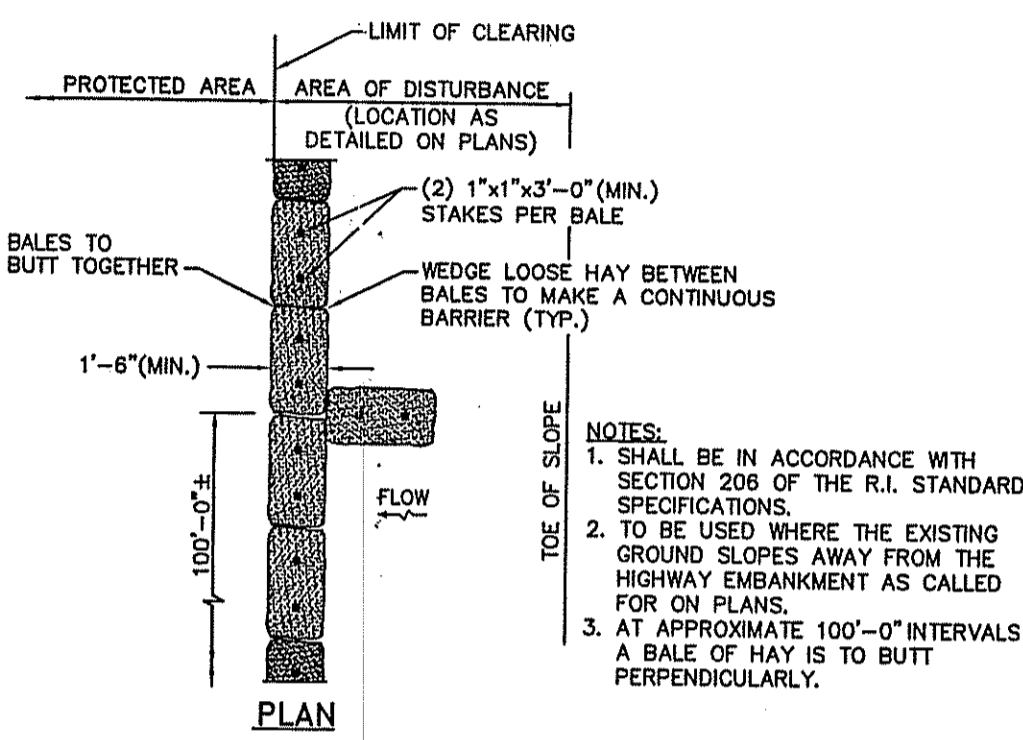 LIMIT OF CLEARING
PROTECTED AREA
AREA OF DISTURBANCE
(LOCATION AS
DETAILED ON PLANS)
(2) 1"x1"x3'-0"(MIN.)
STAKES PER BALE
BALES TO
BUTT TOGETHER
WEDGE LOOSE HAY BETWEEN
BALES TO MAKE A CONTINUOUS
BARRIER (TYP.)
1'-6"(MIN.)
100'-0"±
FLOW
TOE OF SLOPE
NOTES:
1. SHALL BE IN ACCORDANCE WITH
SECTION 206 OF THE R.I. STANDARD
SPECIFICATIONS.
2. TO BE USED WHERE THE EXISTING
GROUND SLOPES AWAY FROM THE
HIGHWAY EMBANKMENT AS CALLED
FOR ON PLANS.
3. AT APPROXIMATE 100'-0" INTERVALS
A BALE OF HAY IS TO BUTT
PERPENDICULARLY.
PLAN